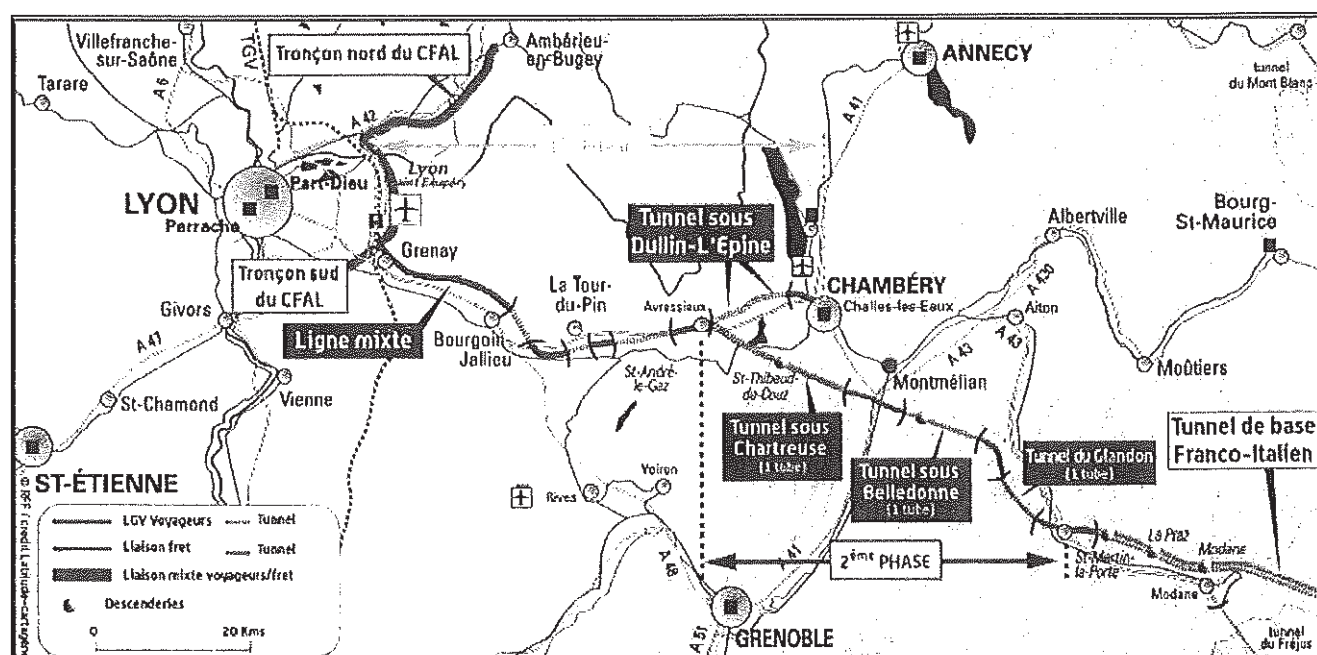 Villefranche-
sur-Saône
Tarare
A 6
TGV
Tronçon nord du CFAL
Ambérieu-
en-Bugey
ANNECY
tunnel
du Mont Blanc
A 42
A 41
LYON
Part-Dieu
Perrache
Lyon
Grenay
Tronçon sud
du CFAL
Givors
A 47
Ligne mixte
Bourgoin
Jallieu
La Tour-
du-Pin
Avressieux
Tunnel sous
Dullin-L'Epine
CHAMBÉRY
Challes-les-Eaux
Albertville
Bourg-
St-Maurice
A 430
Aiton
A 43
A 43
Moûtiers
Montmélian
St-André-
le-Gaz
St-Thibaud-
de-Couz
St-Chamond
Vienne
ST-ÉTIENNE
Tunnel sous
Chartreuse
(1 tube)
Tunnel sous
Belledonne
(1 tube)
Tunnel du Glandon
(1 tube)
Tunnel de base
Franco-Italien
Voiron
Rives
A 48
A 41
2ème PHASE
St-Martin-
la-Porte
La Praz
Modane
Modane
GRENOBLE
A 51
tunnel
du Fréjus
LGV Voyageurs
Tunnel
Liaison fret
Tunnel
Liaison mixte voyageurs/fret
Descenderies
0 20 Kms